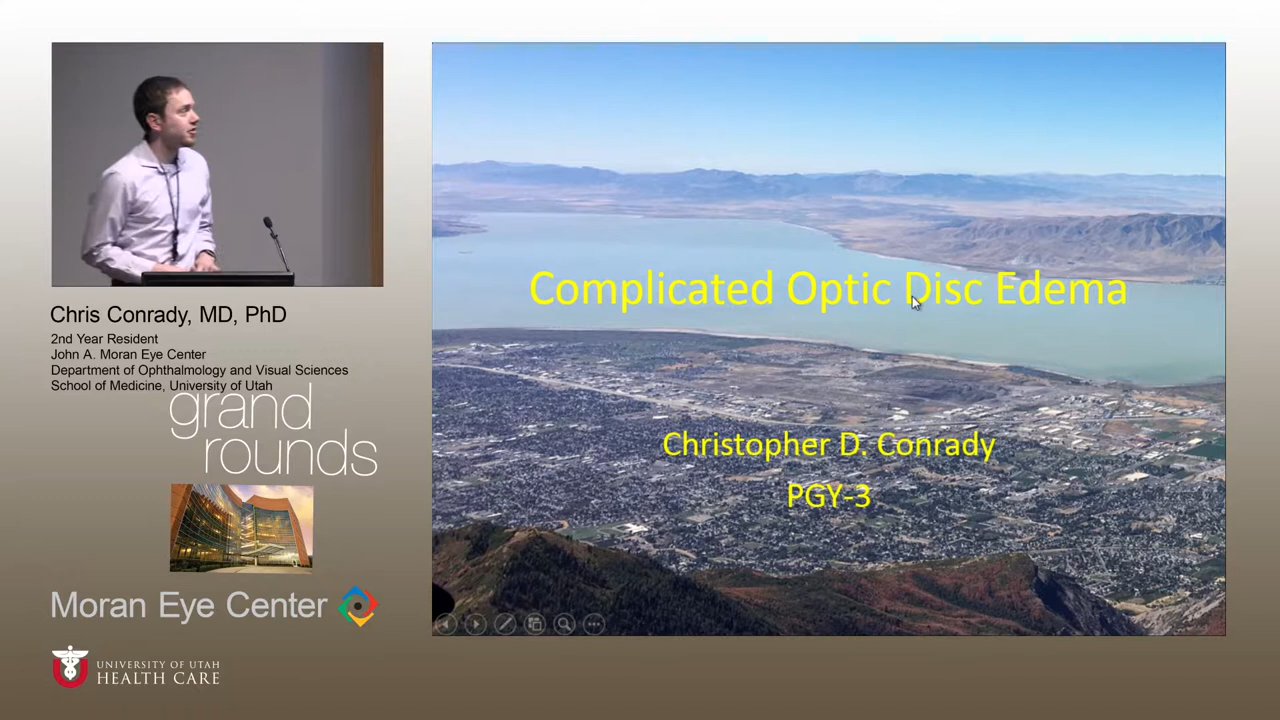 Chris Conrady, MD, PhD
2nd Year Resident
John A. Moran Eye Center
Department of Ophthalmology and Visual Sciences
School of Medicine, University of Utah
grand
rounds
Moran Eye Center
UNIVERSITY OF UTAH
HEALTH CARE
Complicated Optic Disc Edema
Christopher D. Conrady
PGY-3